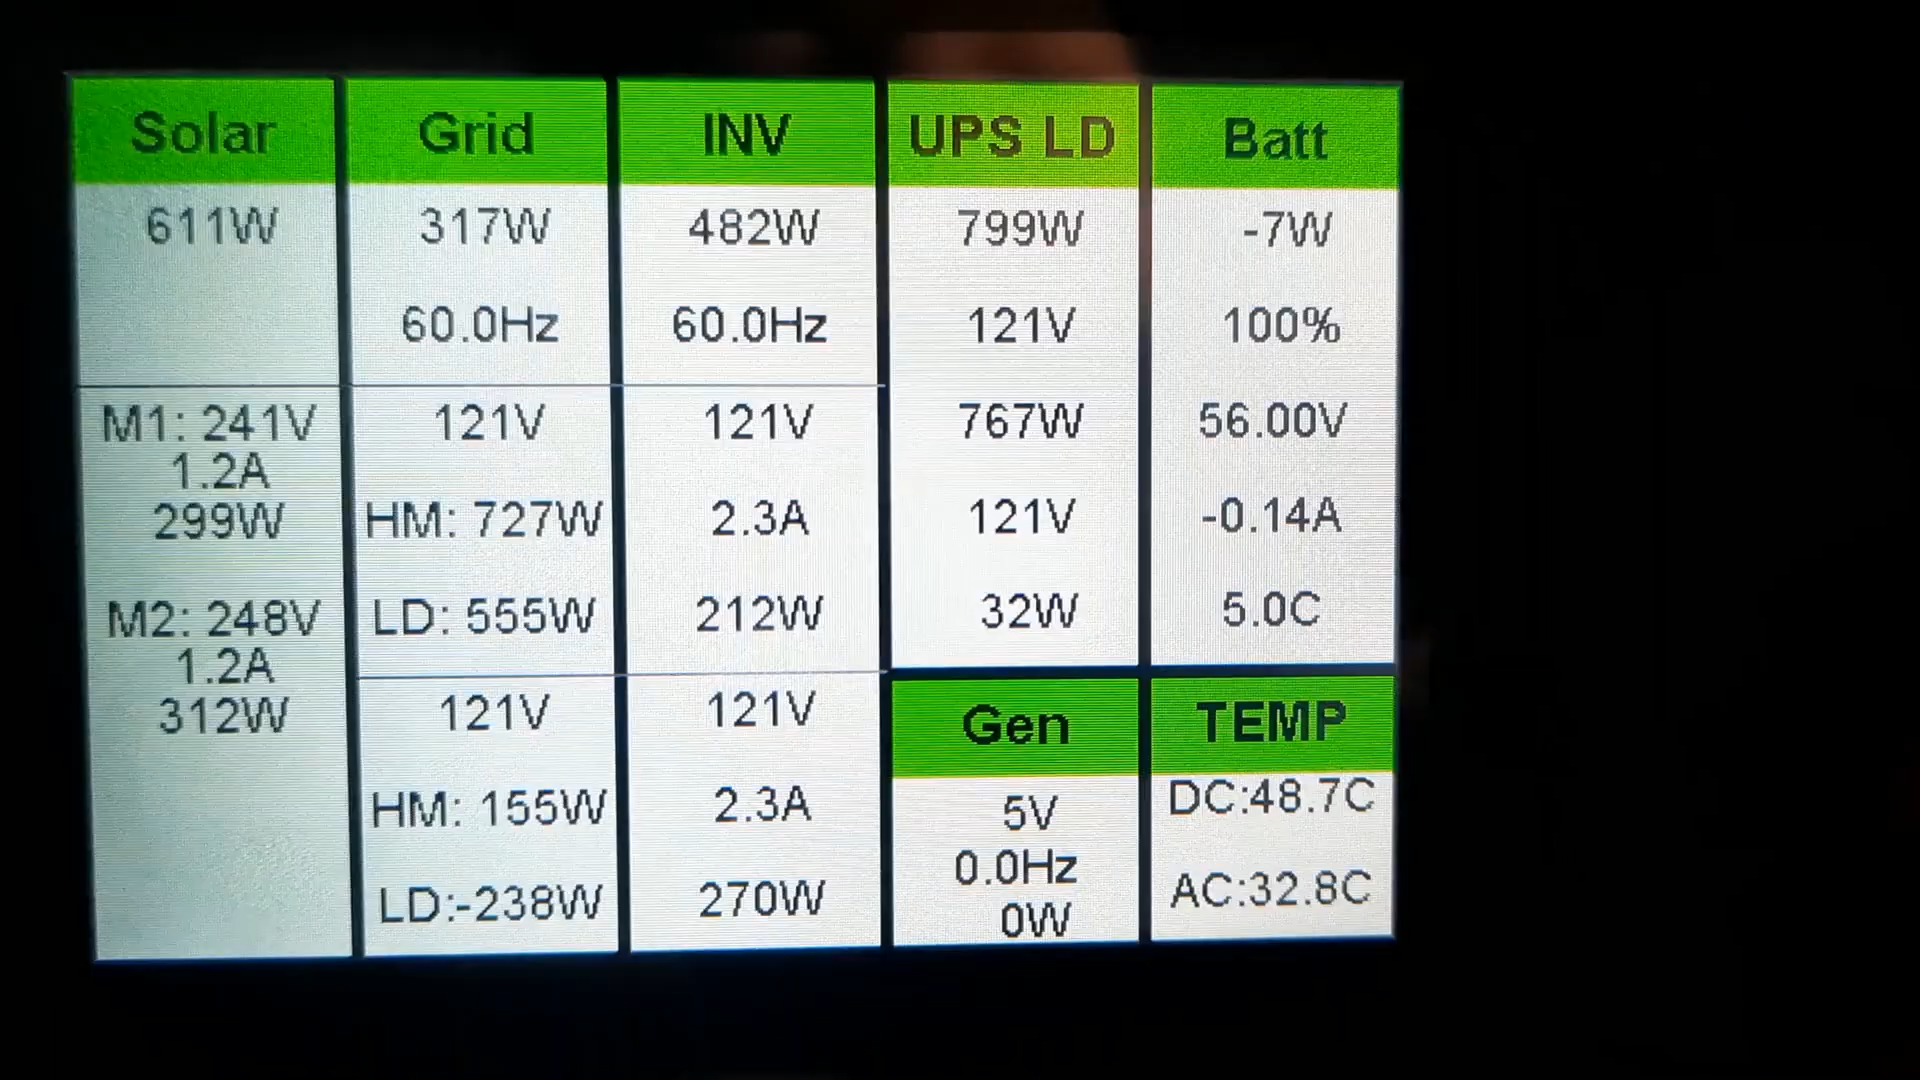 Solar
611W
M1: 241V
1.2A
299W
M2: 248V
1.2A
312W
Grid
317W
60.0Hz
121V
HM: 727W
LD: 555W
121V
HM: 155W
LD:-238W
INV
482W
60.0Hz
121V
2.3A
212W
121V
2.3A
270W
UPS LD
799W
121V
767W
121V
32W
Gen
5V
0.0Hz
0W
Batt
-7W
100%
56.00V
-0.14A
5.0C
TEMP
DC:48.7C
AC:32.8C